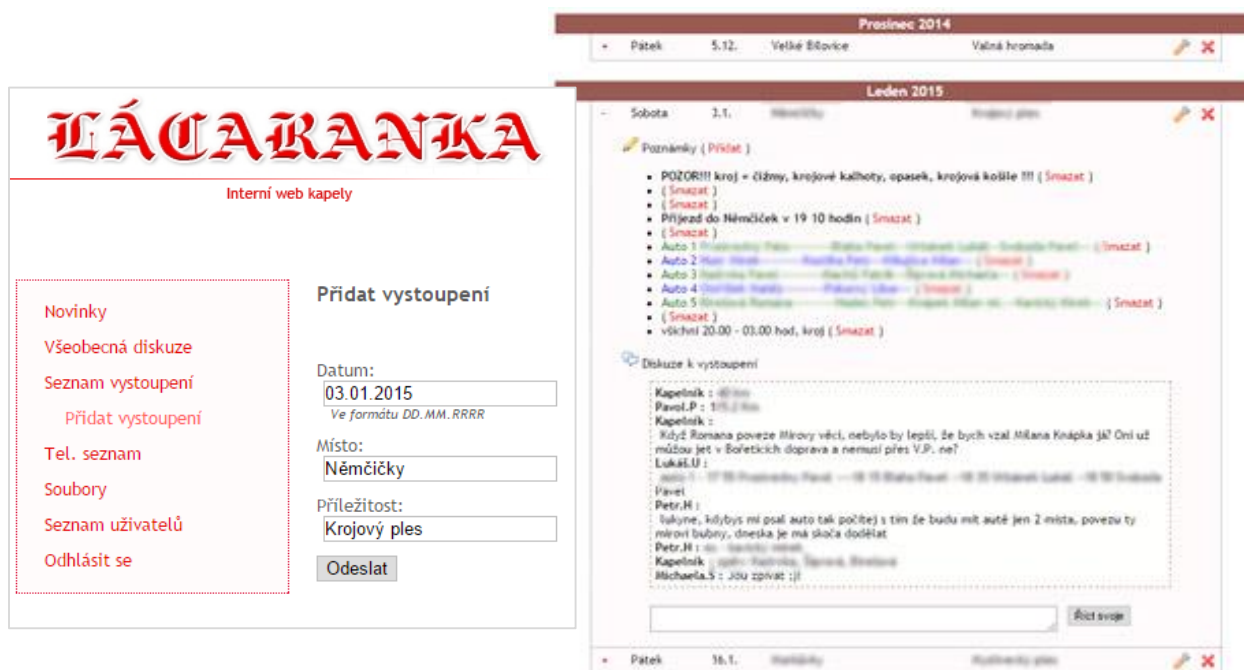 LÁCARANKA
Interní web kapely
Novinky
Všeobecná diskuze
Seznam vystoupení
Přidat vystoupení
Tel. seznam
Soubory
Seznam uživatelů
Odhlásit se
Přidat vystoupení
Datum:
03.01.2015
Ve formátu DD.MM.RRRR
Místo:
Němčičky
Příležitost:
Krojový ples
Odeslat
Prosinec 2014
+ Pátek 5.12. Velké Bílovice Valná hromada
Leden 2015
- Sobota 3.1.
Poznámky ( Přidat )
POZOR!!! kroj = čižmy, krojové kalhoty, opasek, krojová košile !!! ( Smazat )
( Smazat )
( Smazat )
Příjezd do Němčiček v 19 10 hodin ( Smazat )
( Smazat )
Auto 1 ( Smazat )
Auto 2 ( Smazat )
Auto 3 ( Smazat )
Auto 4 ( Smazat )
Auto 5 ( Smazat )
( Smazat )
všichni 20.00 - 03.00 hod, kroj ( Smazat )
Diskuze k vystoupení
Kapelník :
Pavol.P :
Kapelník :
Když Romana poveze Mirovy věci, nebylo by lepší, že bych vzal Milana Knápka já? Oni už
můžou jet v Bořeticích doprava a nemusí přes V.P. ne?
Lukáš.U :
Pavel
Petr.H :
lukyne, kdybys mi psal auto tak počítej s tím že budu mít autě jen 2 místa, povezu ty
mirovi bubny, dneska je má skoča dodělat
Petr.H :
Kapelník
Michaela.S : Jdu zpívat :)!
Říct svoje
+ Pátek 16.1.